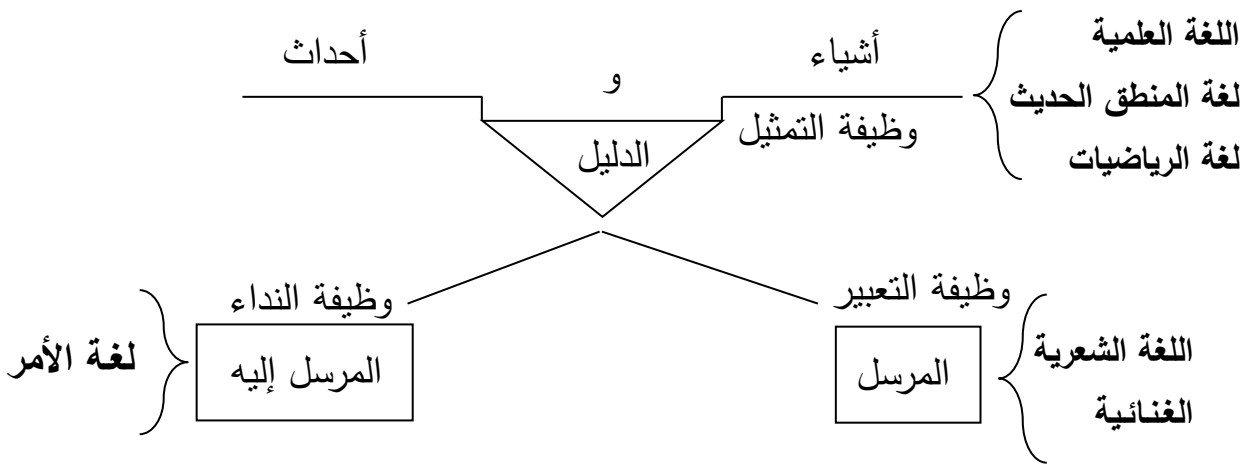 أشياء و أحداث
اللغة العلمية
لغة المنطق الحديث
لغة الرياضيات
وظيفة التمثيل
الدليل
وظيفة التعبير
المرسل
اللغة الشعرية
الغنائية
وظيفة النداء
المرسل إليه
لغة الأمر